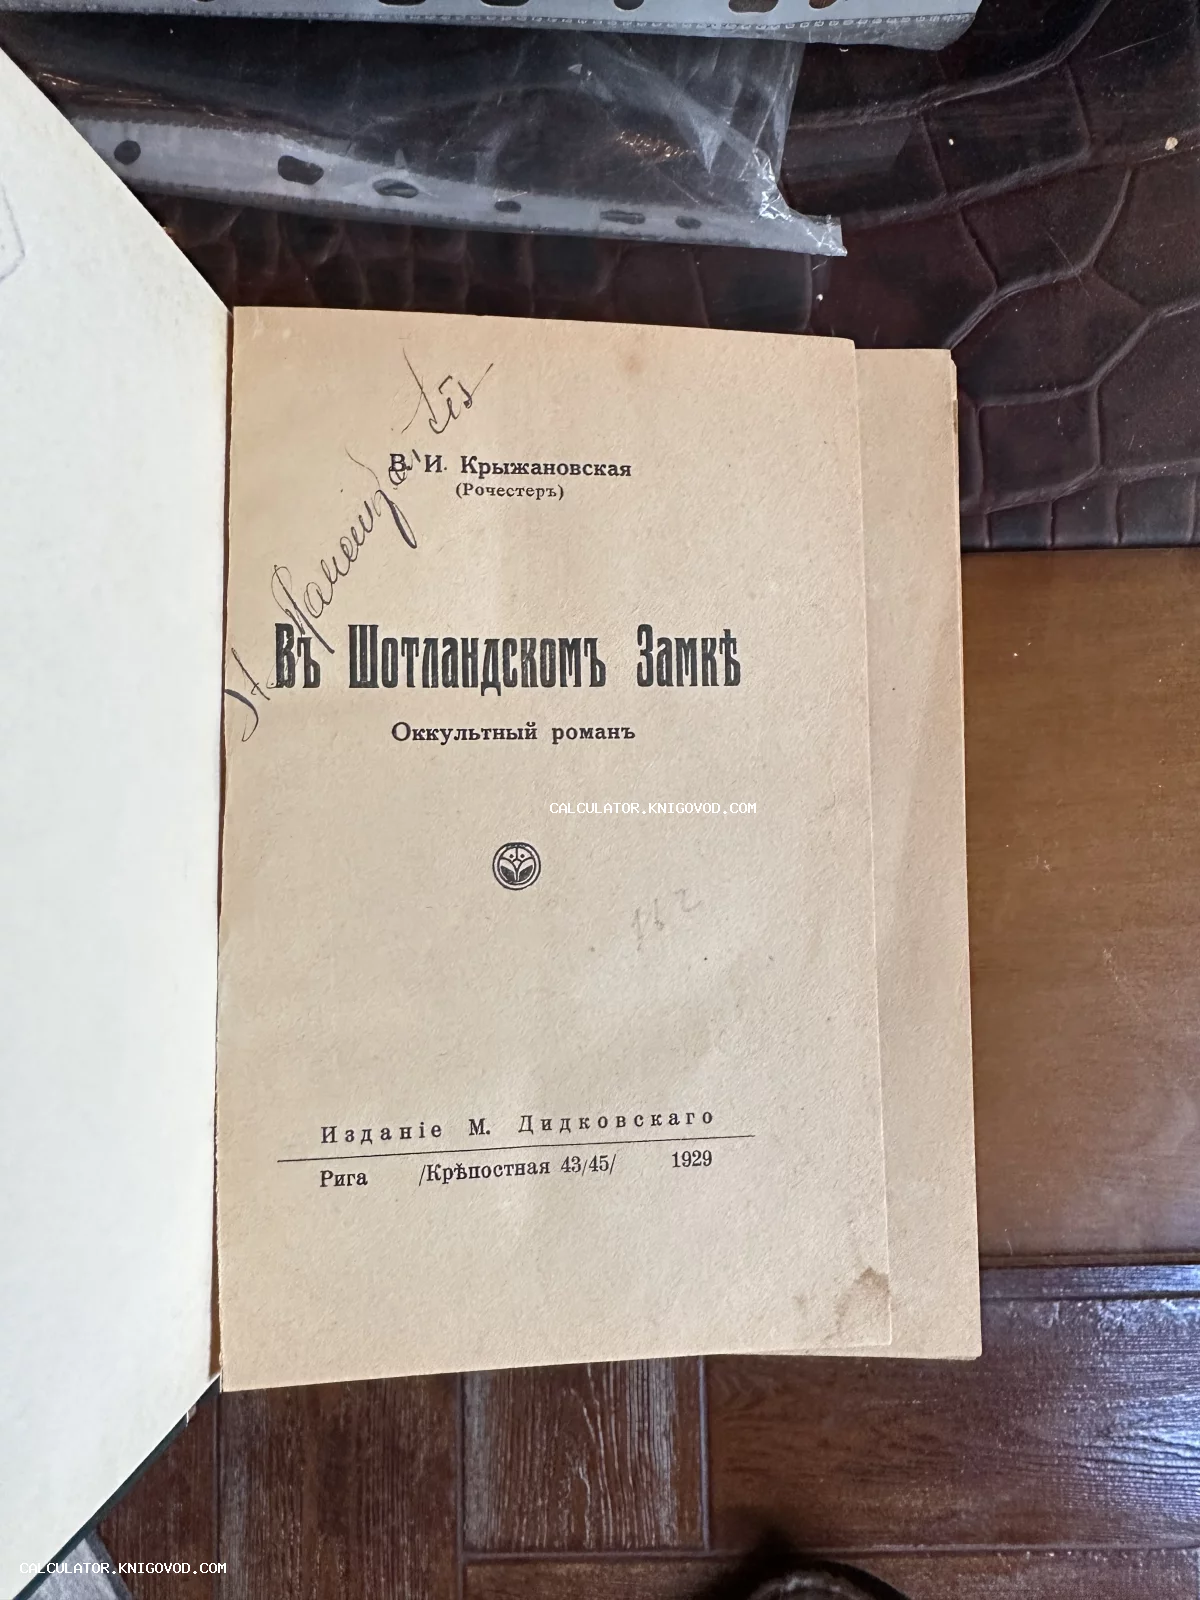 В. И. Крыжановская
(Рочестеръ)
Въ Шотландскомъ Замкѣ
Оккультный романъ
CALCULATOR.KNIGOVOD.COM
Изданіе М. Дидковскаго
Рига /Крѣпостная 43/45/ 1929
CALCULATOR.KNIGOVOD.COM